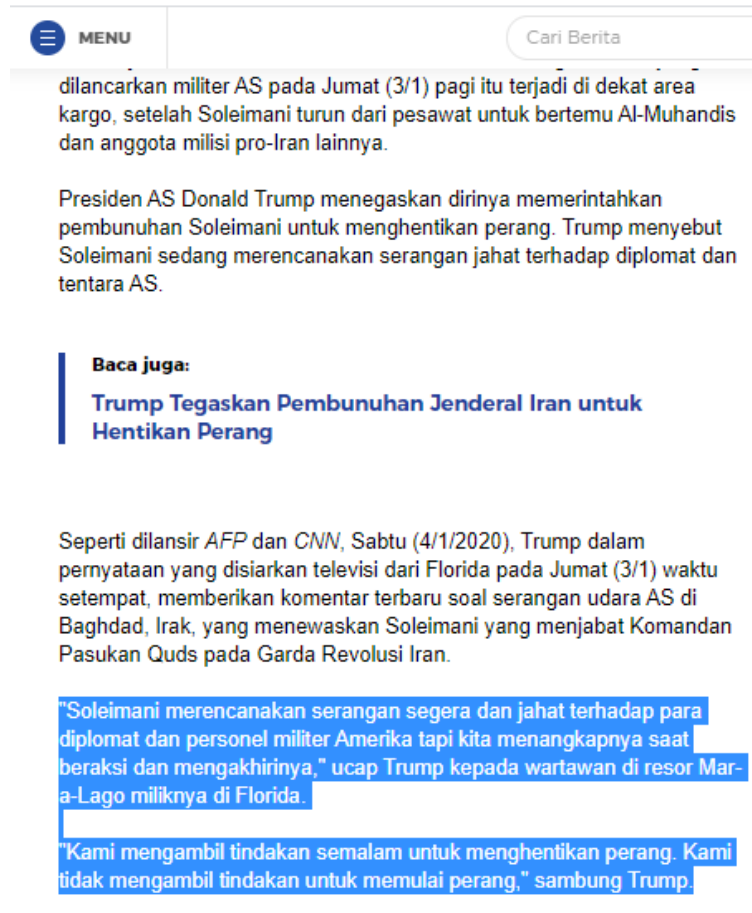 MENU
Cari Berita
dilancarkan militer AS pada Jumat (3/1) pagi itu terjadi di dekat area
kargo, setelah Soleimani turun dari pesawat untuk bertemu Al-Muhandis
dan anggota milisi pro-Iran lainnya.
Presiden AS Donald Trump menegaskan dirinya memerintahkan
pembunuhan Soleimani untuk menghentikan perang. Trump menyebut
Soleimani sedang merencanakan serangan jahat terhadap diplomat dan
tentara AS.
Baca juga:
Trump Tegaskan Pembunuhan Jenderal Iran untuk
Hentikan Perang
Seperti dilansir AFP dan CNN, Sabtu (4/1/2020), Trump dalam
pernyataan yang disiarkan televisi dari Florida pada Jumat (3/1) waktu
setempat, memberikan komentar terbaru soal serangan udara AS di
Baghdad, Irak, yang menewaskan Soleimani yang menjabat Komandan
Pasukan Quds pada Garda Revolusi Iran.
"Soleimani merencanakan serangan segera dan jahat terhadap para
diplomat dan personel militer Amerika tapi kita menangkapnya saat
beraksi dan mengakhirinya," ucap Trump kepada wartawan di resor Mar-
a-Lago miliknya di Florida.
"Kami mengambil tindakan semalam untuk menghentikan perang. Kami
tidak mengambil tindakan untuk memulai perang," sambung Trump.